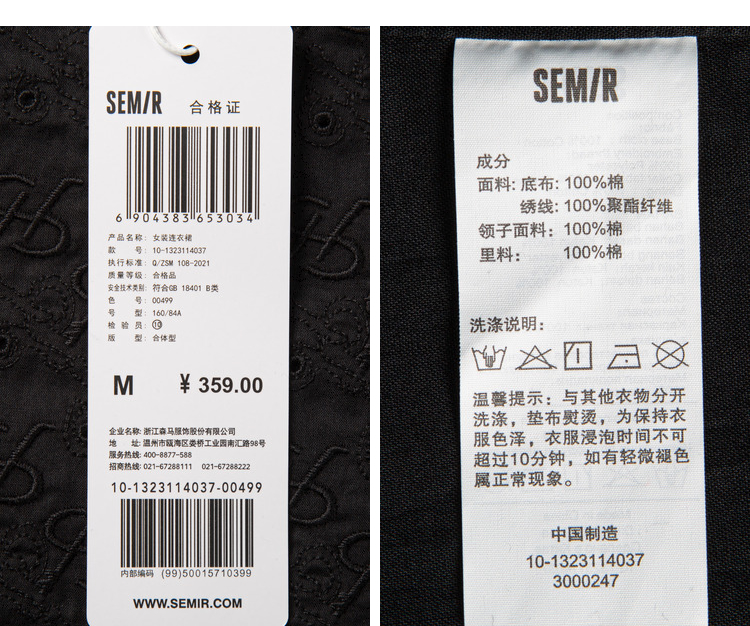 SEMIR 合格证
6 904383 653034
产品名称: 女装连衣裙
款 号: 10-1323114037
执行标准: Q/ZSM 108-2021
质量等级: 合格品
安全技术类别: 符合GB 18401 B类
色 号: 00499
号 型: 160/84A
检 验 员: ⑩
版 型: 合体型
M ¥ 359.00
企业名称: 浙江森马服饰股份有限公司
地 址: 温州市瓯海区娄桥工业园南汇路98号
服务热线: 400-8877-588
招商热线: 021-67288111 021-67288222
10-1323114037-00499
内部编码 (99)50015710399
WWW.SEMIR.COM
SEMIR
成分
面料: 底布: 100%棉
绣线: 100%聚酯纤维
领子面料: 100%棉
里料: 100%棉
洗涤说明:
温馨提示: 与其他衣物分开
洗涤, 垫布熨烫, 为保持衣
服色泽, 衣服浸泡时间不可
超过10分钟, 如有轻微褪色
属正常现象。
中国制造
10-1323114037
3000247